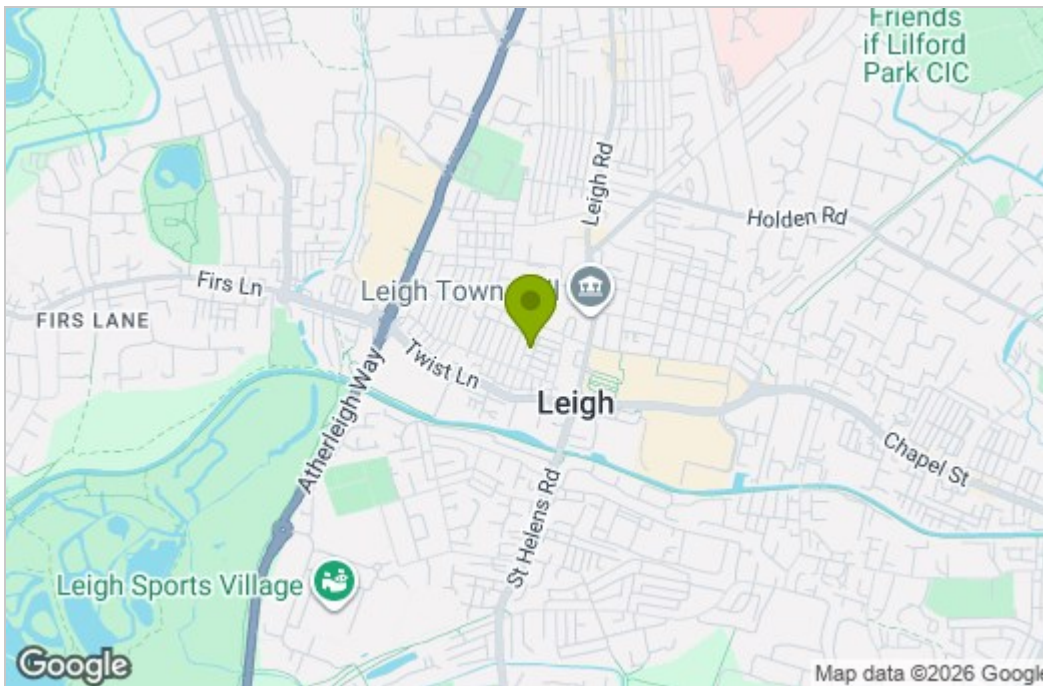 Friends
if Lilford
Park CIC
Leigh Rd
Holden Rd
Firs Ln
Leigh Town
FIRS LANE
Twist Ln
Atherleigh Way
Leigh
Chapel St
St Helens Rd
Leigh Sports Village
Google
Map data ©2026 Google